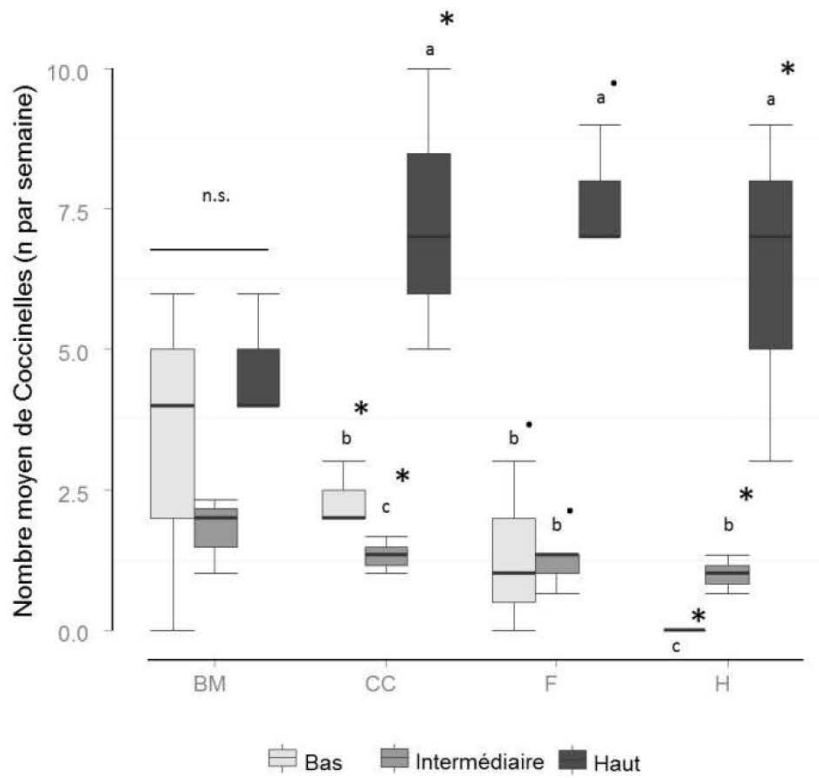 Nombre moyen de Coccinelles (n par semaine)
10.0
7.5
5.0
2.5
0.0
n.s.
a *
a •
a *
b *
c *
b •
b •
b *
c *
BM CC F H
Bas Intermédiaire Haut